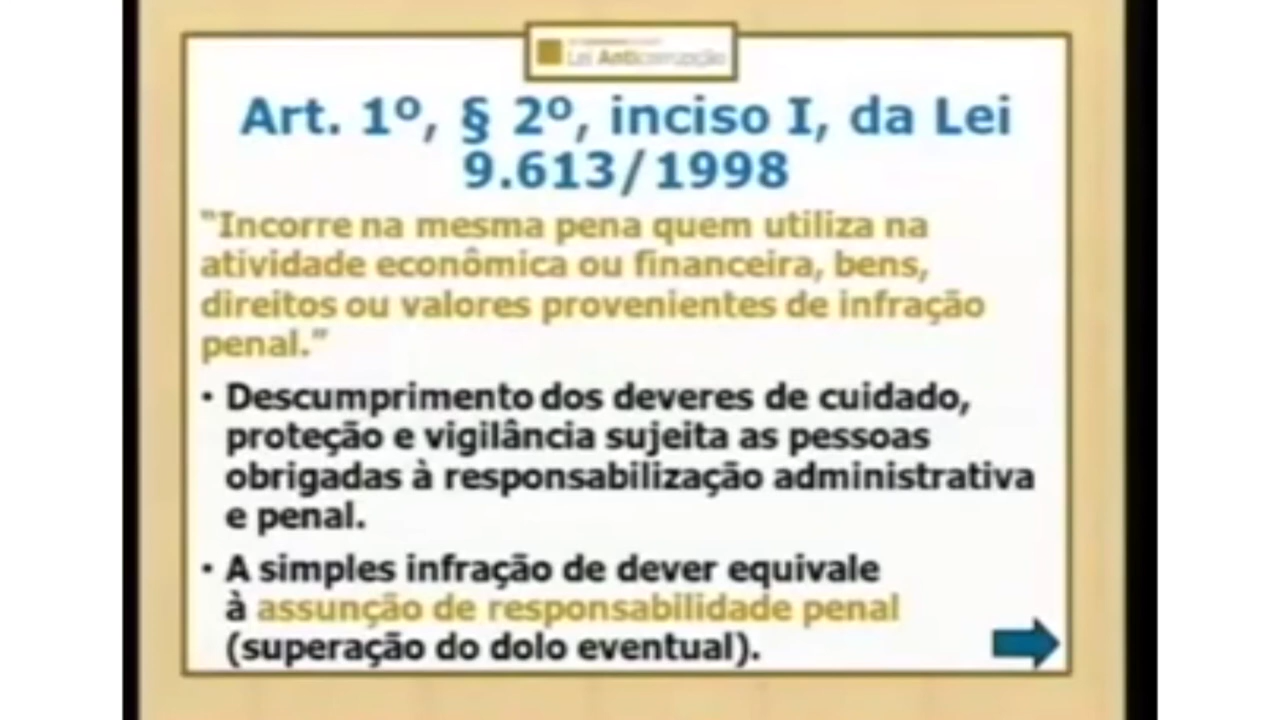 Lei Anticorrupção
Art. 1º, § 2º, inciso I, da Lei
9.613/1998
“Incorre na mesma pena quem utiliza na
atividade econômica ou financeira, bens,
direitos ou valores provenientes de infração
penal.”
• Descumprimento dos deveres de cuidado,
proteção e vigilância sujeita as pessoas
obrigadas à responsabilização administrativa
e penal.
• A simples infração de dever equivale
à assunção de responsabilidade penal
(superação do dolo eventual).